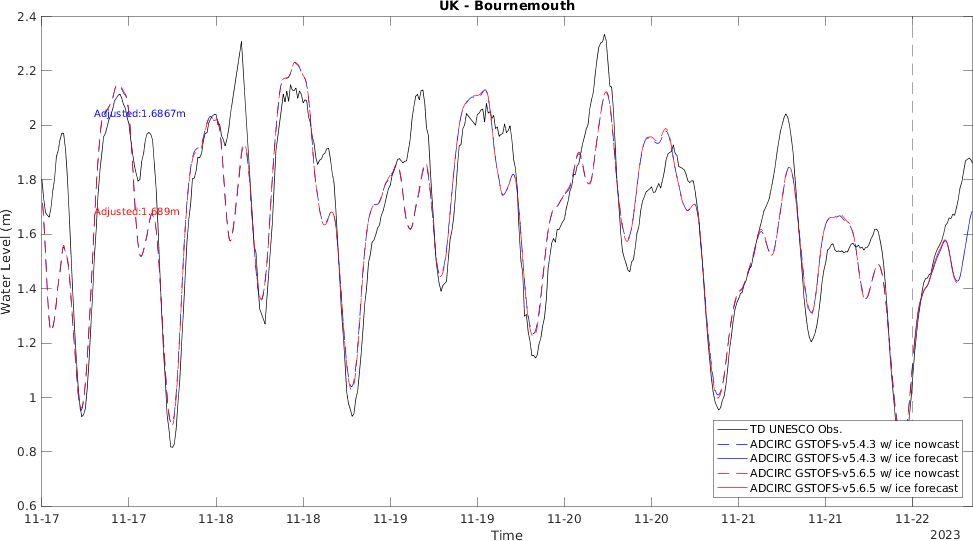 UK - Bournemouth
2.4
2.2
2
1.8
1.6
1.4
1.2
1
0.8
0.6
Water Level (m)
Adjusted:1.6867m
Adjusted:1.689m
TD UNESCO Obs.
ADCIRC GSTOFS-v5.4.3 w/ ice nowcast
ADCIRC GSTOFS-v5.4.3 w/ ice forecast
ADCIRC GSTOFS-v5.6.5 w/ ice nowcast
ADCIRC GSTOFS-v5.6.5 w/ ice forecast
11-17 11-17 11-18 11-18 11-19 11-19 11-20 11-20 11-21 11-21 11-22
Time
2023